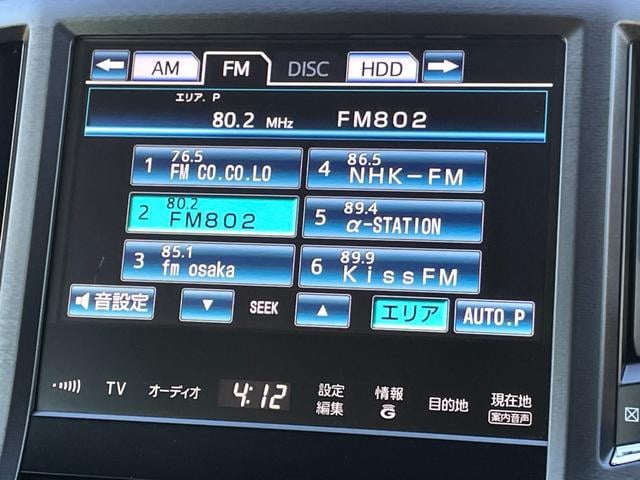 AM FM DISC HDD
エリア. P
80.2 MHz FM802
1 76.5 FM CO.CO.LO
4 86.5 NHK-FM
2 80.2 FM802
5 89.4 α-STATION
3 85.1 fm osaka
6 89.9 Kiss FM
音設定 SEEK エリア AUTO.P
TV オーディオ 4:12 設定 編集 情報 G 目的地 現在地 案内音声